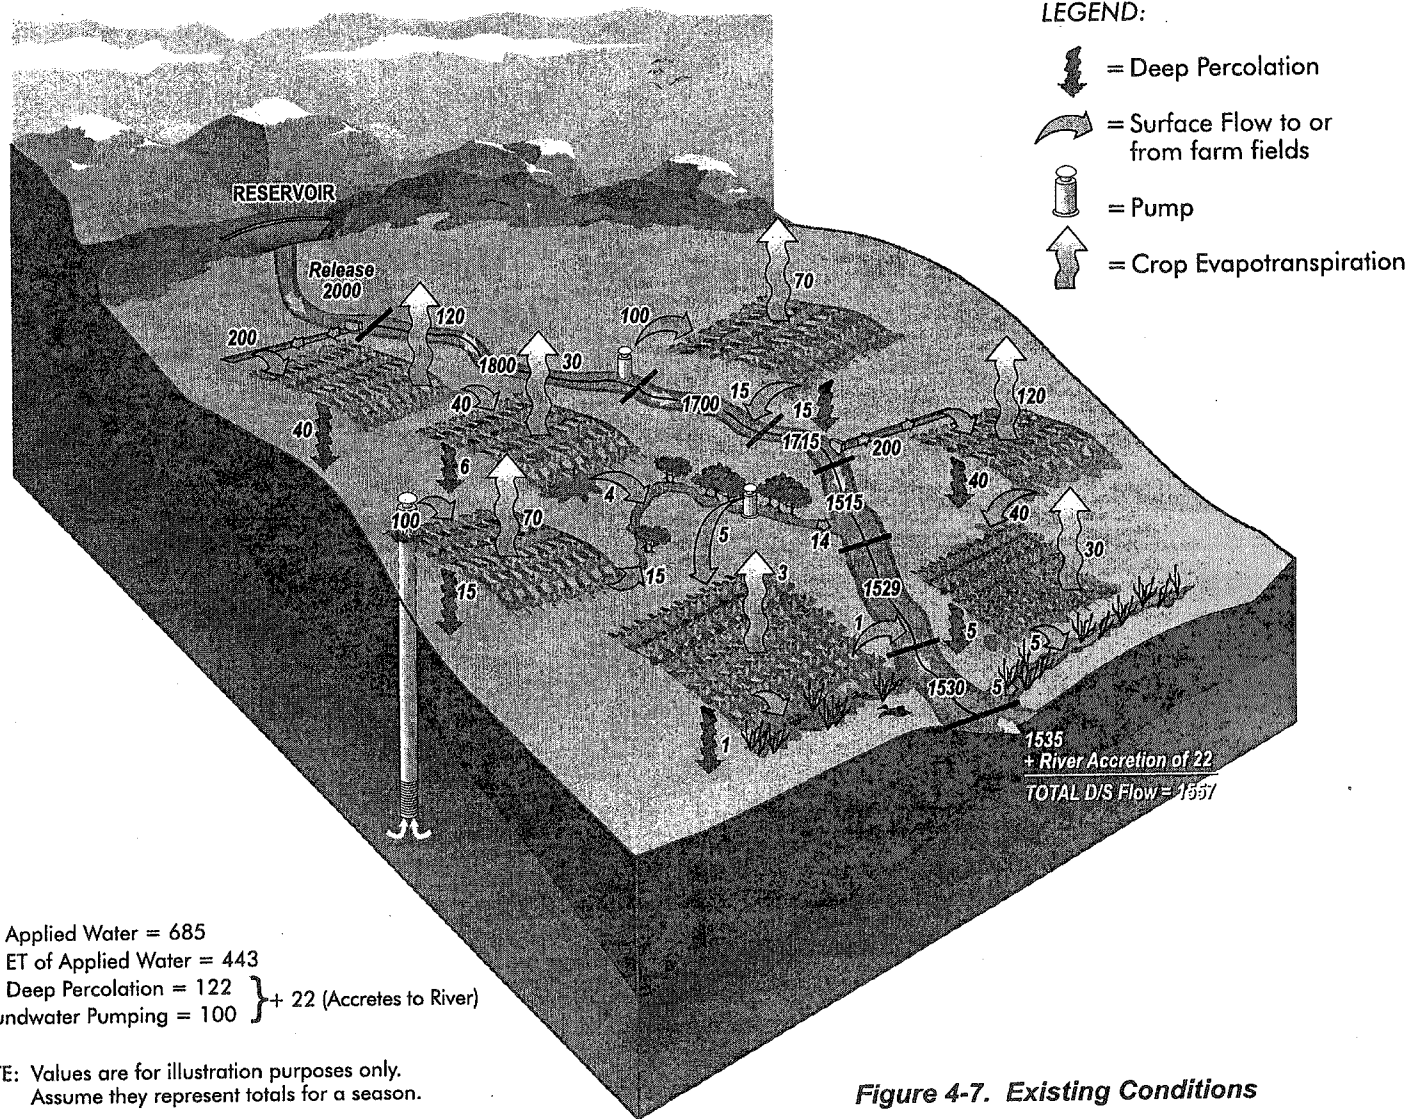 LEGEND:
= Deep Percolation
= Surface Flow to or
from farm fields
= Pump
= Crop Evapotranspiration
RESERVOIR
Release
2000
200
120
1800
30
100
70
40
40
6
1700
15
15
1715
200
120
40
40
30
4
100
70
15
15
5
14
1515
3
1529
1
5
5
1530
5
1
1535
+ River Accretion of 22
TOTAL D/S Flow = 1557
Applied Water = 685
ET of Applied Water = 443
Deep Percolation = 122
undwater Pumping = 100
+ 22 (Accretes to River)
TE: Values are for illustration purposes only.
Assume they represent totals for a season.
Figure 4-7. Existing Conditions